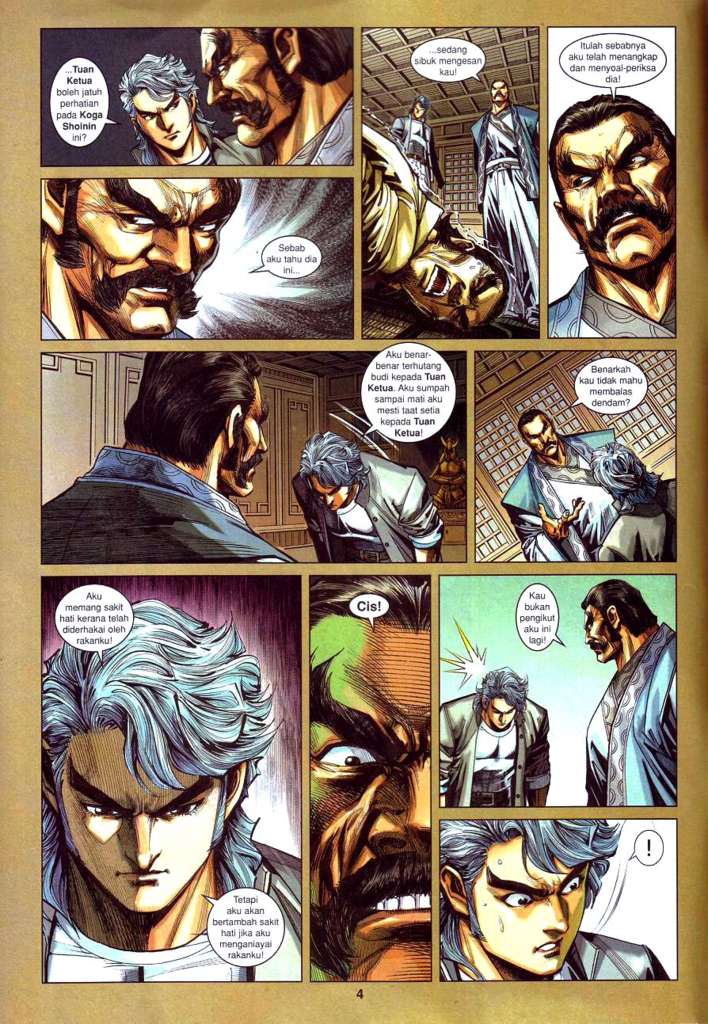 ...Tuan
Ketua
boleh jatuh
perhatian
pada Koga
Shoinin
ini?
Sebab
aku tahu dia
ini...
...sedang
sibuk mengesan
kau!
Itulah sebabnya
aku telah menangkap
dan menyoal-periksa
dia!
Aku benar-
benar terhutang
budi kepada Tuan
Ketua. Aku sumpah
sampai mati aku
mesti taat setia
kepada Tuan
Ketua!
Benarkah
kau tidak mahu
membalas
dendam?
Aku
memang sakit
hati kerana telah
diderhakai oleh
rakanku!
Tetapi
aku akan
bertambah sakit
hati jika aku
menganiayai
rakanku!
Cis!
Kau
bukan
pengikut
aku ini
lagi!
!
4